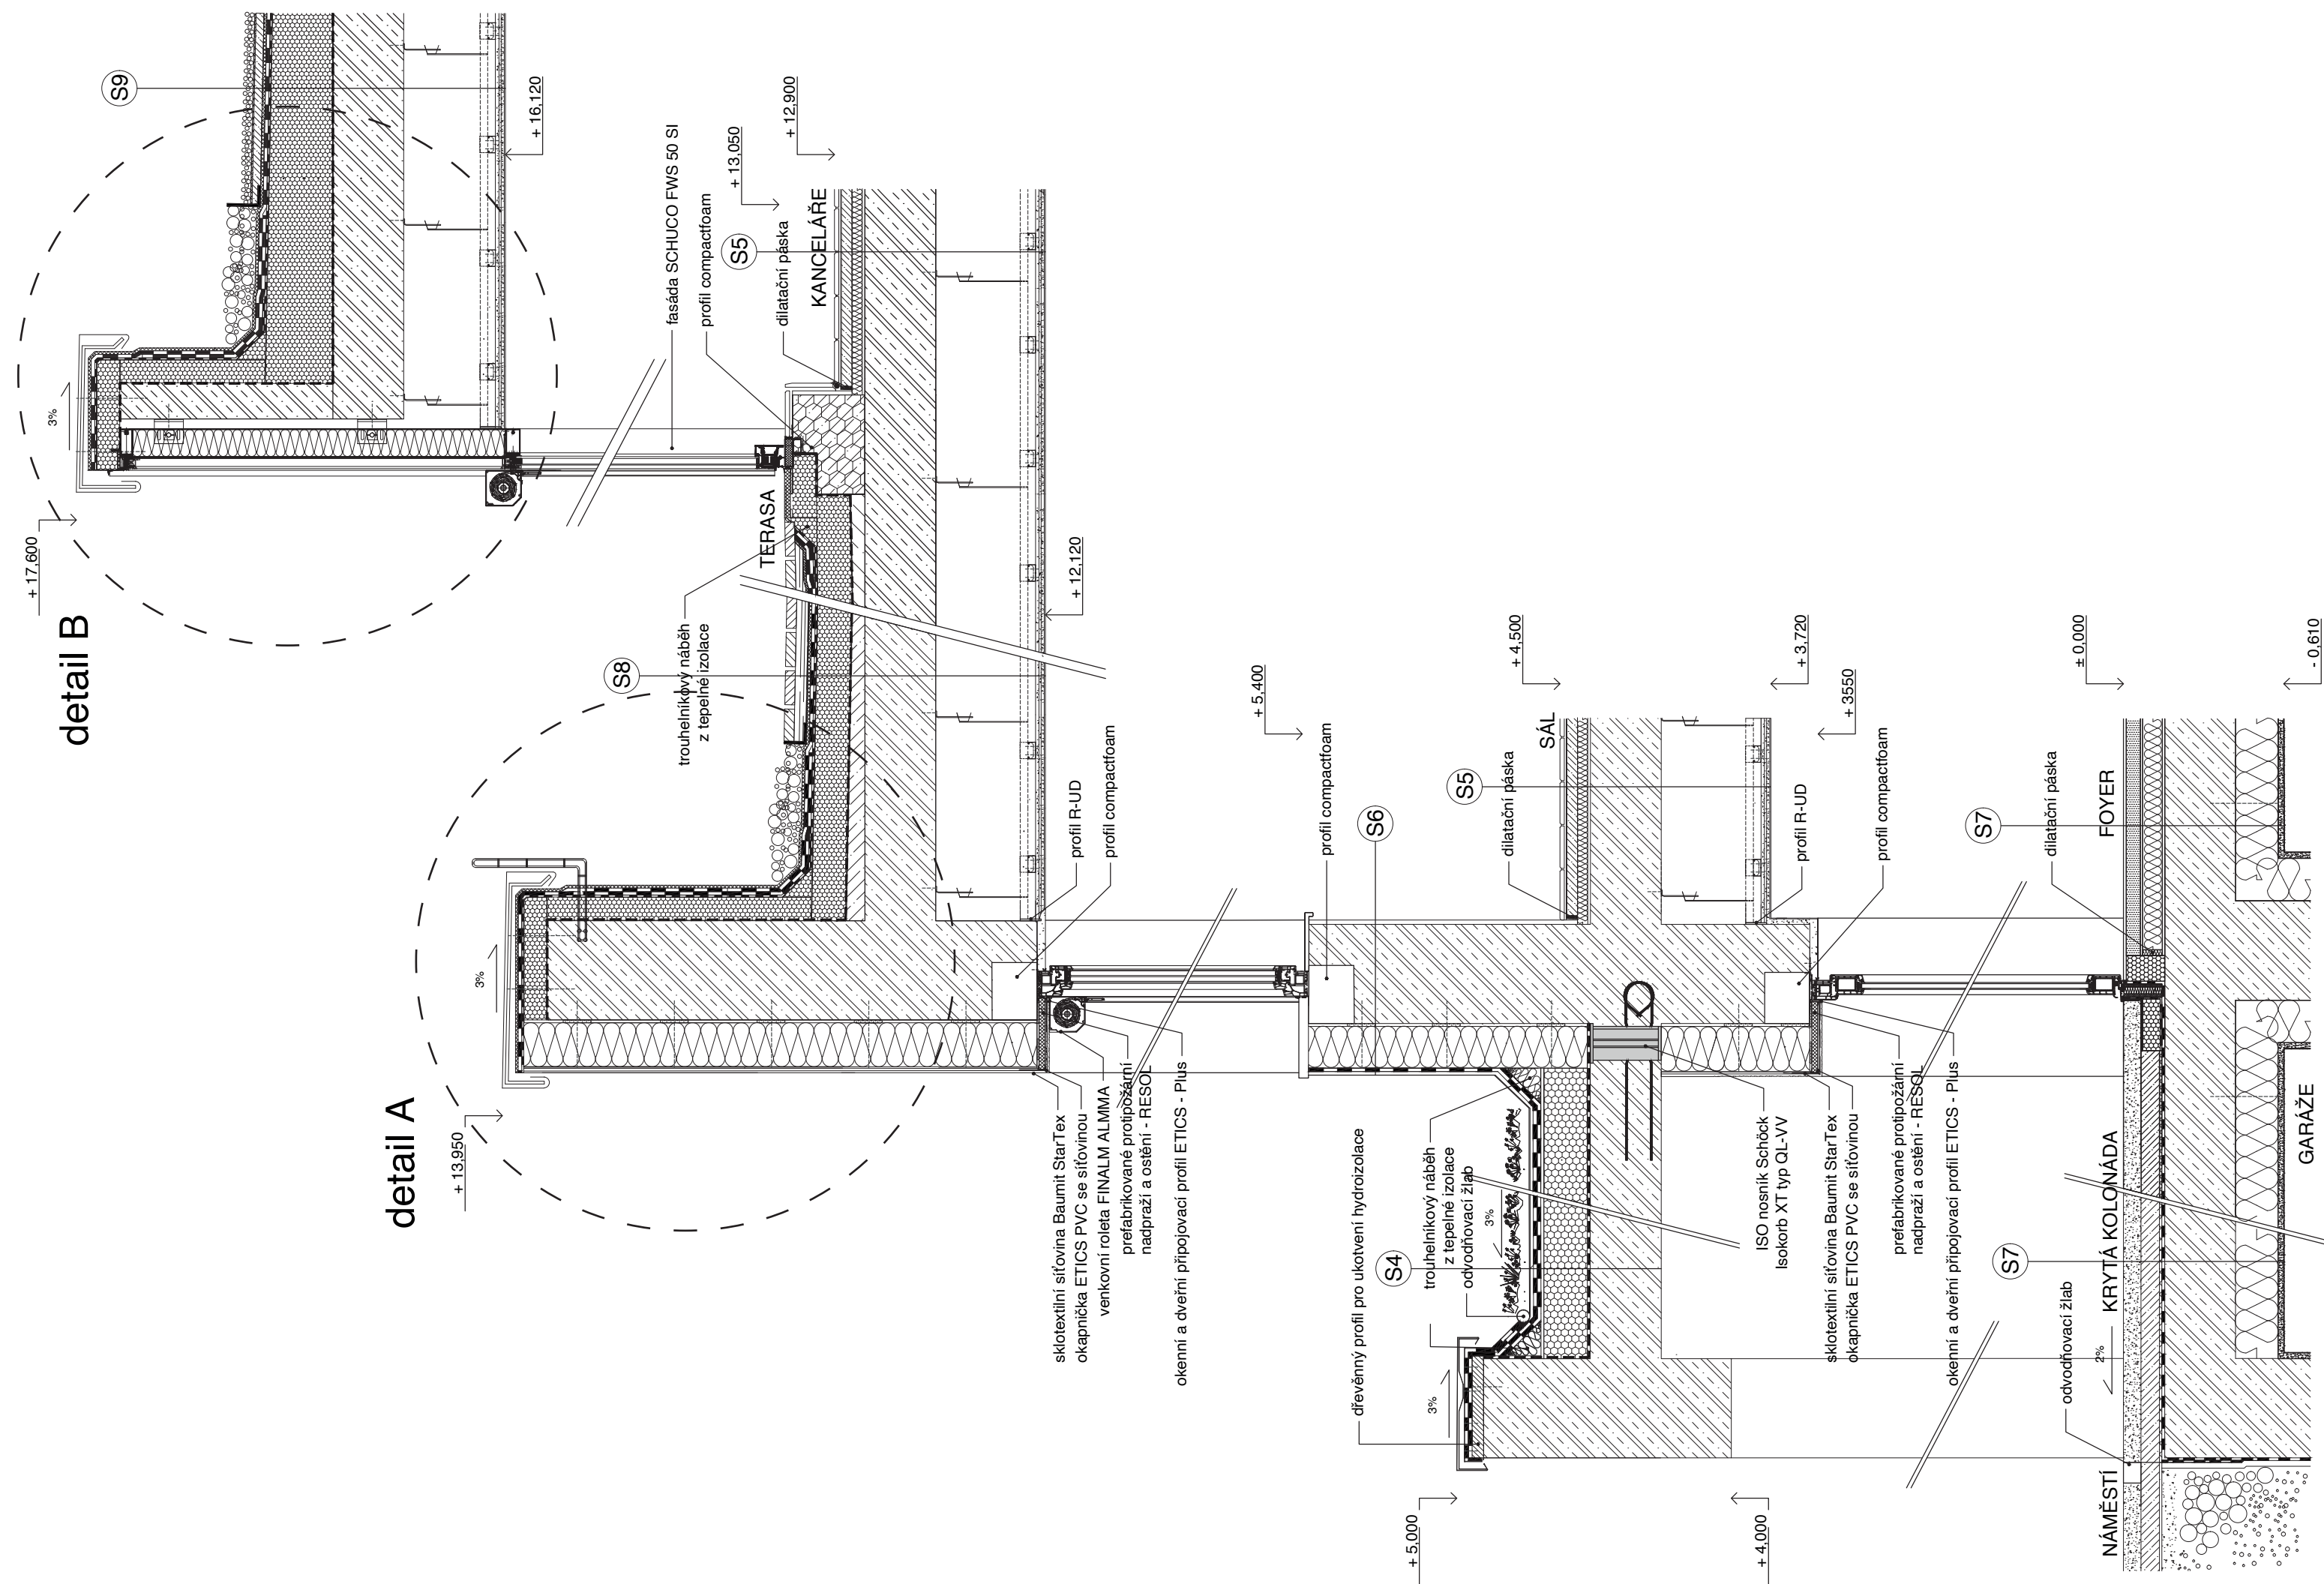 detail B
+ 17,600
3%
S9
+ 16,120
fasáda SCHUCO FWS 50 SI
profil compactfoam
+ 13,050
S5
dilatační páska
+ 12,900
KANCELÁŘE
TERASA
trouhelníkový náběh
z tepelné izolace
S8
+ 12,120
detail A
+ 13,950
3%
profil R-UD
profil compactfoam
sklotextilní síťovina Baumit StarTex
okapnička ETICS PVC se síťovinou
venkovní roleta FINALM ALMMA
prefabrikované protipožární
nadpraží a ostění - RESOL
okenní a dveřní připojovací profil ETICS - Plus
+ 5,400
profil compactfoam
S6
+ 4,500
SÁL
S5
dilatační páska
+ 3,720
+ 3550
profil R-UD
profil compactfoam
dřevěnný profil pro ukotvení hydroizolace
S4
trouhelníkový náběh
z tepelné izolace
odvodňovací žlab
3%
3%
+ 5,000
+ 4,000
ISO nosník Schöck
Isokorb XT typ QL-VV
sklotextilní síťovina Baumit StarTex
okapnička ETICS PVC se síťovinou
prefabrikované protipožární
nadpraží a ostění - RESOL
okenní a dveřní připojovací profil ETICS - Plus
S7
dilatační páska
FOYER
± 0,000
- 0,610
S7
odvodňovací žlab
2%
KRYTÁ KOLONÁDA
NÁMĚSTÍ
GARÁŽE